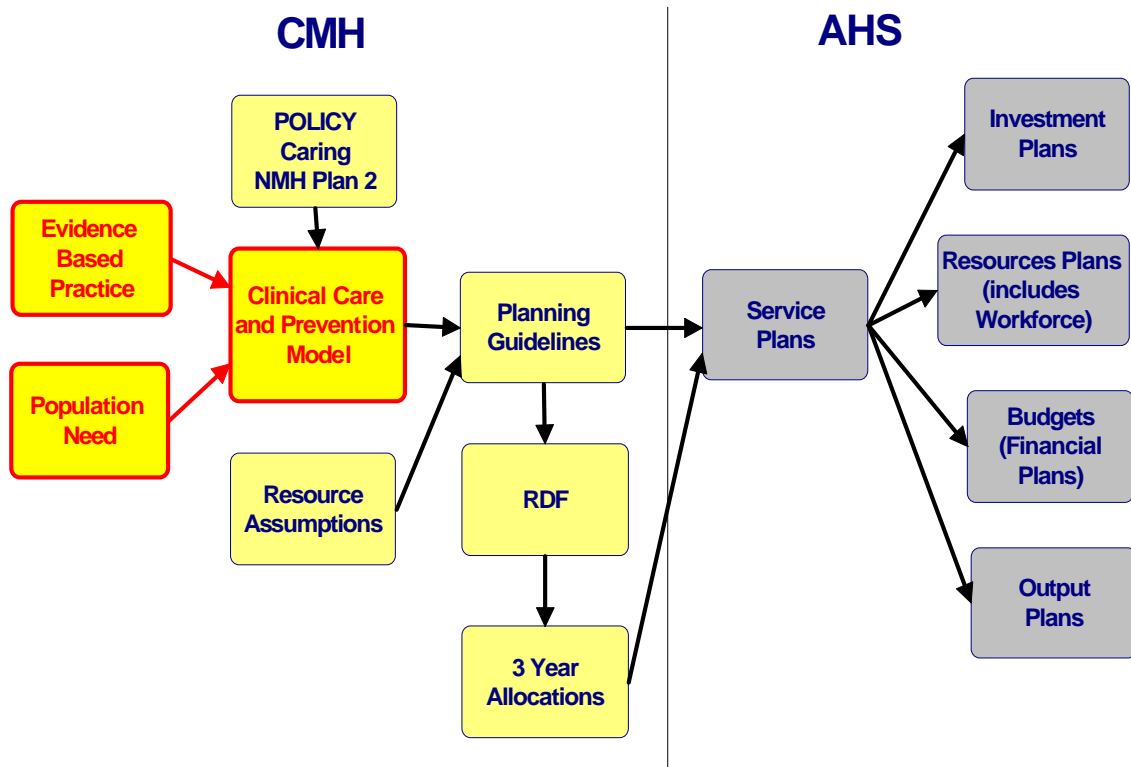 CMH
AHS
POLICY
Caring
NMH Plan 2
Evidence
Based
Practice
Population
Need
Clinical Care
and Prevention
Model
Resource
Assumptions
Planning
Guidelines
RDF
3 Year
Allocations
Service
Plans
Investment
Plans
Resources Plans
(includes
Workforce)
Budgets
(Financial
Plans)
Output
Plans